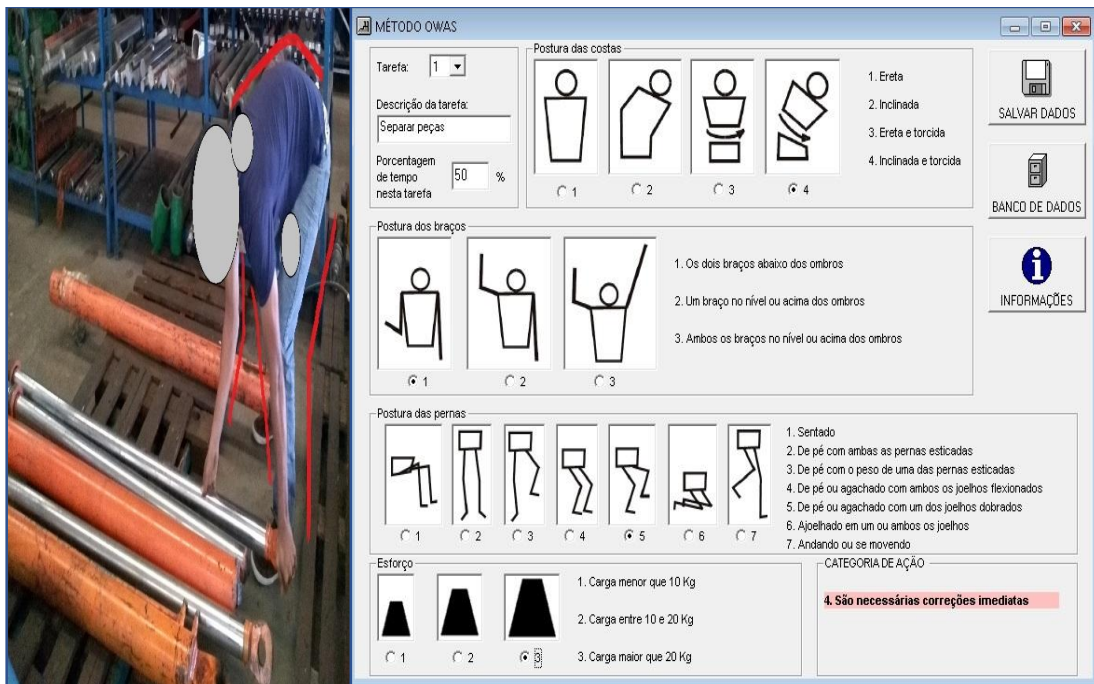 MÉTODO OWAS
Tarefa: 1
Descrição da tarefa:
Separar peças
Porcentagem
de tempo
nesta tarefa
50 %
Postura das costas
1 2 3 4
1. Ereta
2. Inclinada
3. Ereta e torcida
4. Inclinada e torcida
SALVAR DADOS
BANCO DE DADOS
INFORMAÇÕES
Postura dos braços
1 2 3
1. Os dois braços abaixo dos ombros
2. Um braço no nível ou acima dos ombros
3. Ambos os braços no nível ou acima dos ombros
Postura das pernas
1 2 3 4 5 6 7
1. Sentado
2. De pé com ambas as pernas esticadas
3. De pé com o peso de uma das pernas esticadas
4. De pé ou agachado com ambos os joelhos flexionados
5. De pé ou agachado com um dos joelhos dobrados
6. Ajoelhado em um ou ambos os joelhos
7. Andando ou se movendo
Esforço
1 2 3
1. Carga menor que 10 Kg
2. Carga entre 10 e 20 Kg
3. Carga maior que 20 Kg
CATEGORIA DE AÇÃO
4. São necessárias correções imediatas